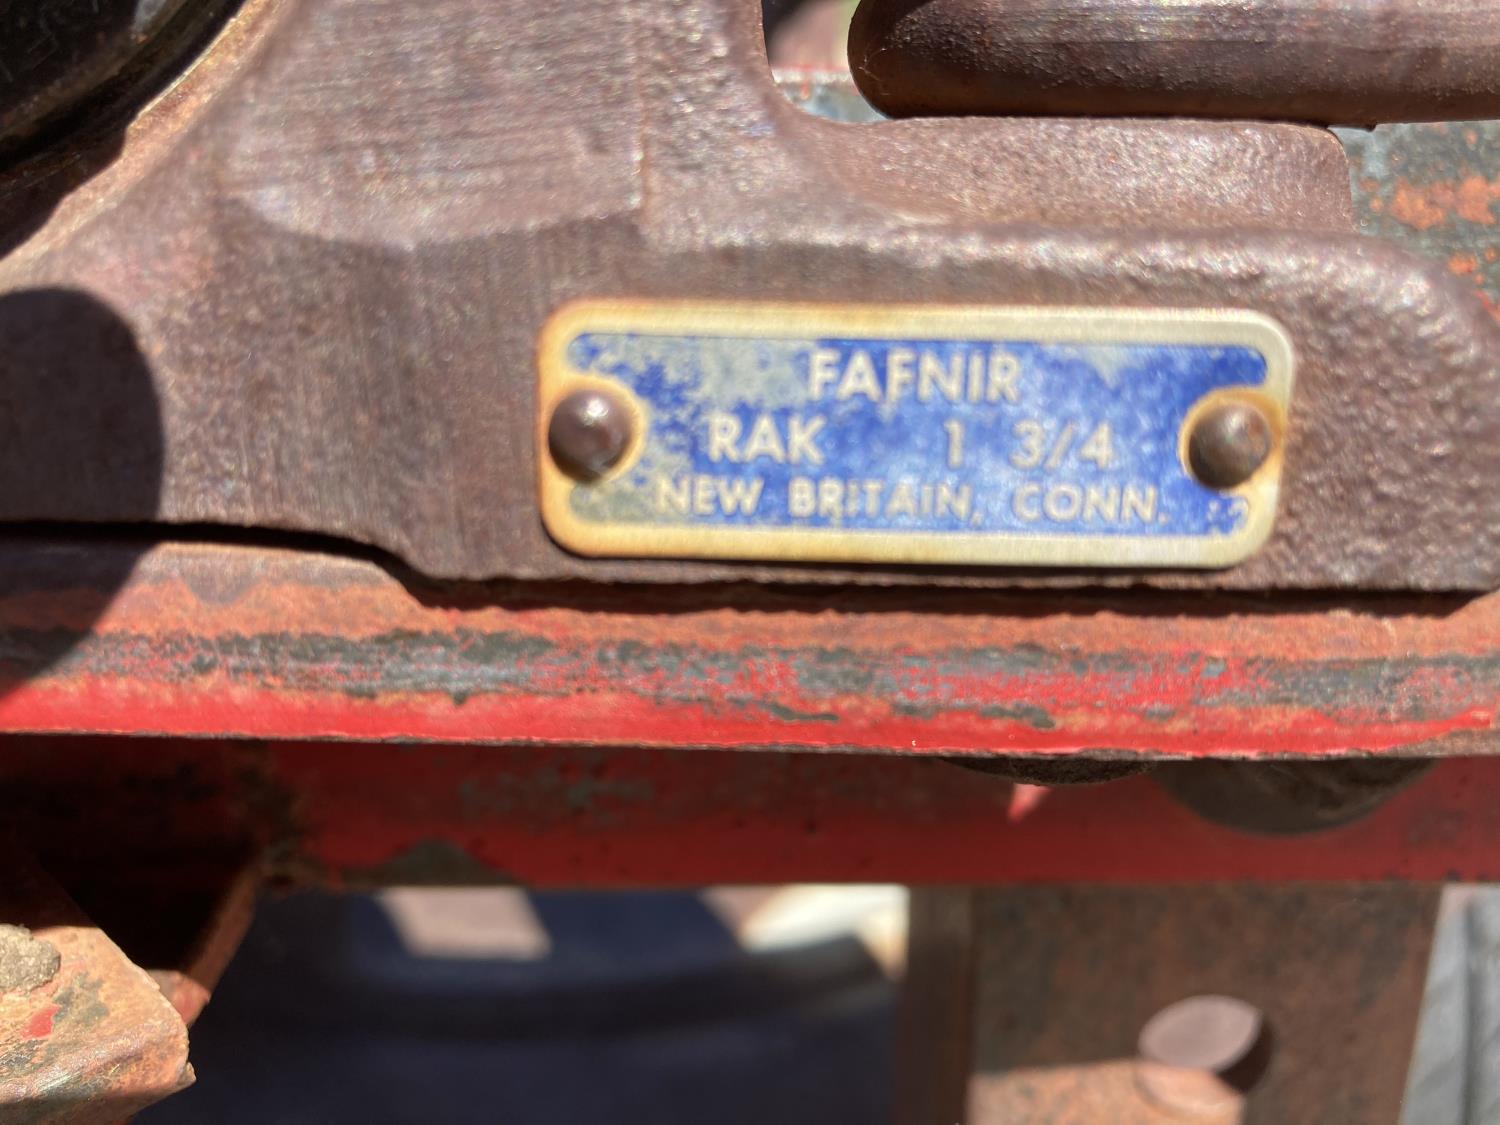 FAFNIR
RAK 1 3/4
NEW BRITAIN, CONN.